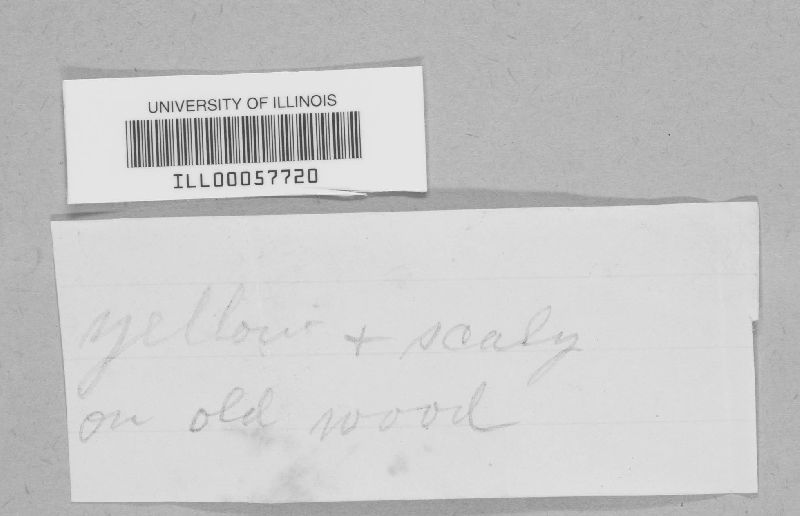 UNIVERSITY OF ILLINOIS
ILL00057720
yellow + scaly
on old wood